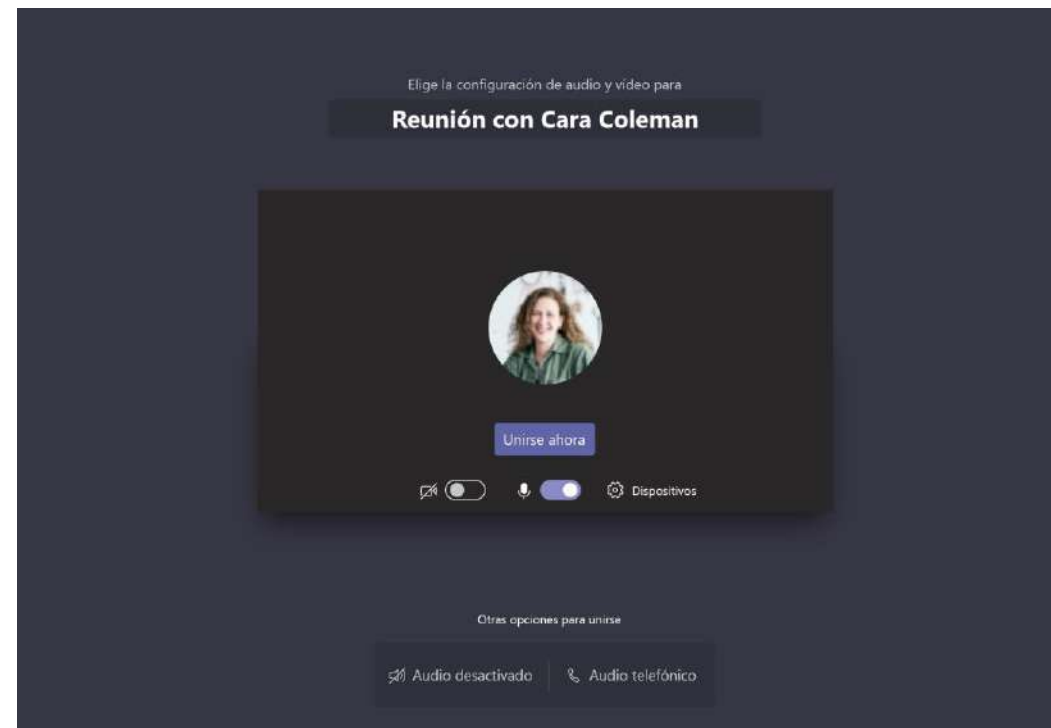 Elige la configuración de audio y vídeo para
Reunión con Cara Coleman
Unirse ahora
Dispositivos
Otras opciones para unirse
Audio desactivado
Audio telefónico